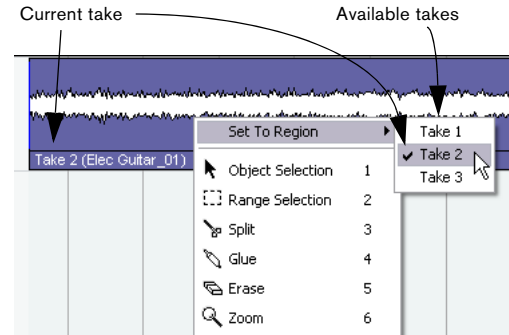 Current take
Available takes
Set To Region
Take 1
Take 2
Take 3
Take 2 (Elec Guitar_01)
Object Selection 1
Range Selection 2
Split 3
Glue 4
Erase 5
Zoom 6